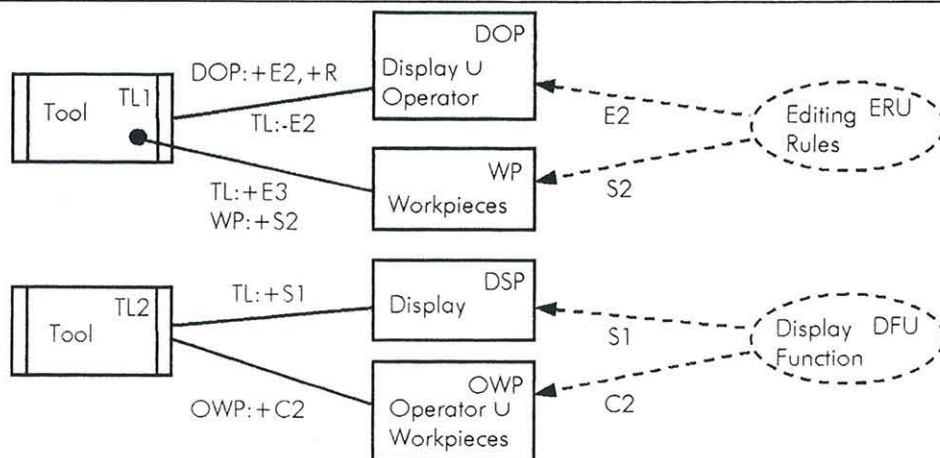 DOP
DOP:+E2,+R
Display ∪
Operator
Tool TL1
TL:-E2
E2
Editing ERU
Rules
WP
Workpieces
S2
TL:+E3
WP:+S2
DSP
Display
TL:+S1
Tool TL2
S1
Display DFU
Function
OWP
Operator ∪
Workpieces
OWP:+C2
C2